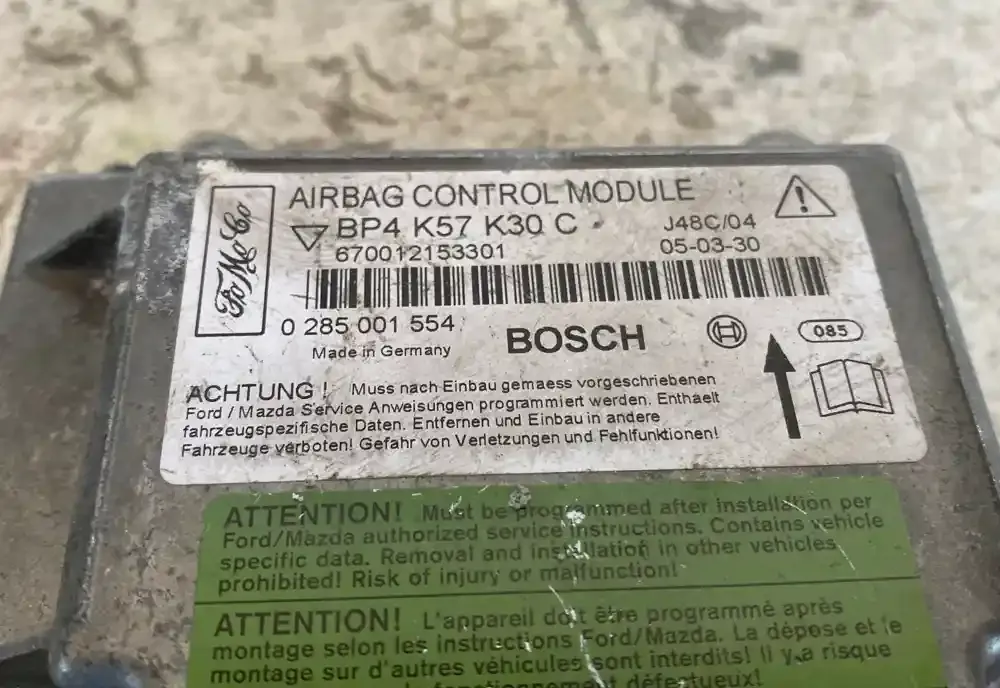 AIRBAG CONTROL MODULE
FoMoCo
BP4 K57 K30 C
J48C/04
670012153301
05-03-30
0 285 001 554
Made in Germany
BOSCH
085
ACHTUNG ! Muss nach Einbau gemaess vorgeschriebenen
Ford / Mazda Service Anweisungen programmiert werden. Enthaelt
fahrzeugspezifische Daten. Entfernen und Einbau in andere
Fahrzeuge verboten! Gefahr von Verletzungen und Fehlfunktionen!
ATTENTION! Must be programmed after installation per
Ford/Mazda authorized service instructions. Contains vehicle
specific data. Removal and installation in other vehicles
prohibited! Risk of injury or malfunction!
ATTENTION! L'appareil doit être programmé après
montage selon les instructions Ford/Mazda. La dépose et le
montage sur d'autres véhicules sont interdits! Il y a risque
fonctionnement défectueux!